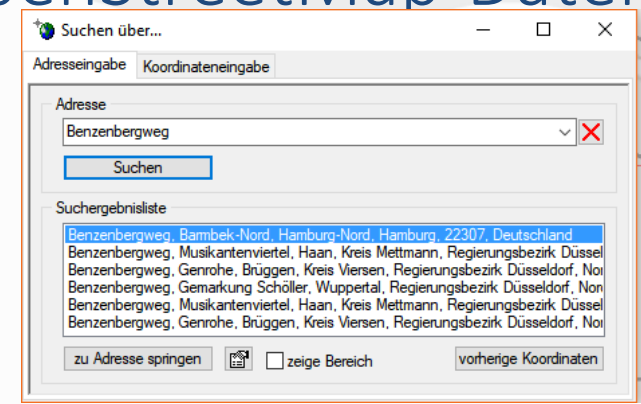 Suchen über...
Adresseingabe Koordinateneingabe
Adresse
Benzenbergweg
Suchen
Suchergebnisliste
Benzenbergweg, Barmbek-Nord, Hamburg-Nord, Hamburg, 22307, Deutschland
Benzenbergweg, Musikantenviertel, Haan, Kreis Mettmann, Regierungsbezirk Düssel
Benzenbergweg, Genrohe, Brüggen, Kreis Viersen, Regierungsbezirk Düsseldorf, Nor
Benzenbergweg, Gemarkung Schöller, Wuppertal, Regierungsbezirk Düsseldorf, Nor
Benzenbergweg, Musikantenviertel, Haan, Kreis Mettmann, Regierungsbezirk Düssel
Benzenbergweg, Genrohe, Brüggen, Kreis Viersen, Regierungsbezirk Düsseldorf, Nor
zu Adresse springen zeige Bereich vorherige Koordinaten